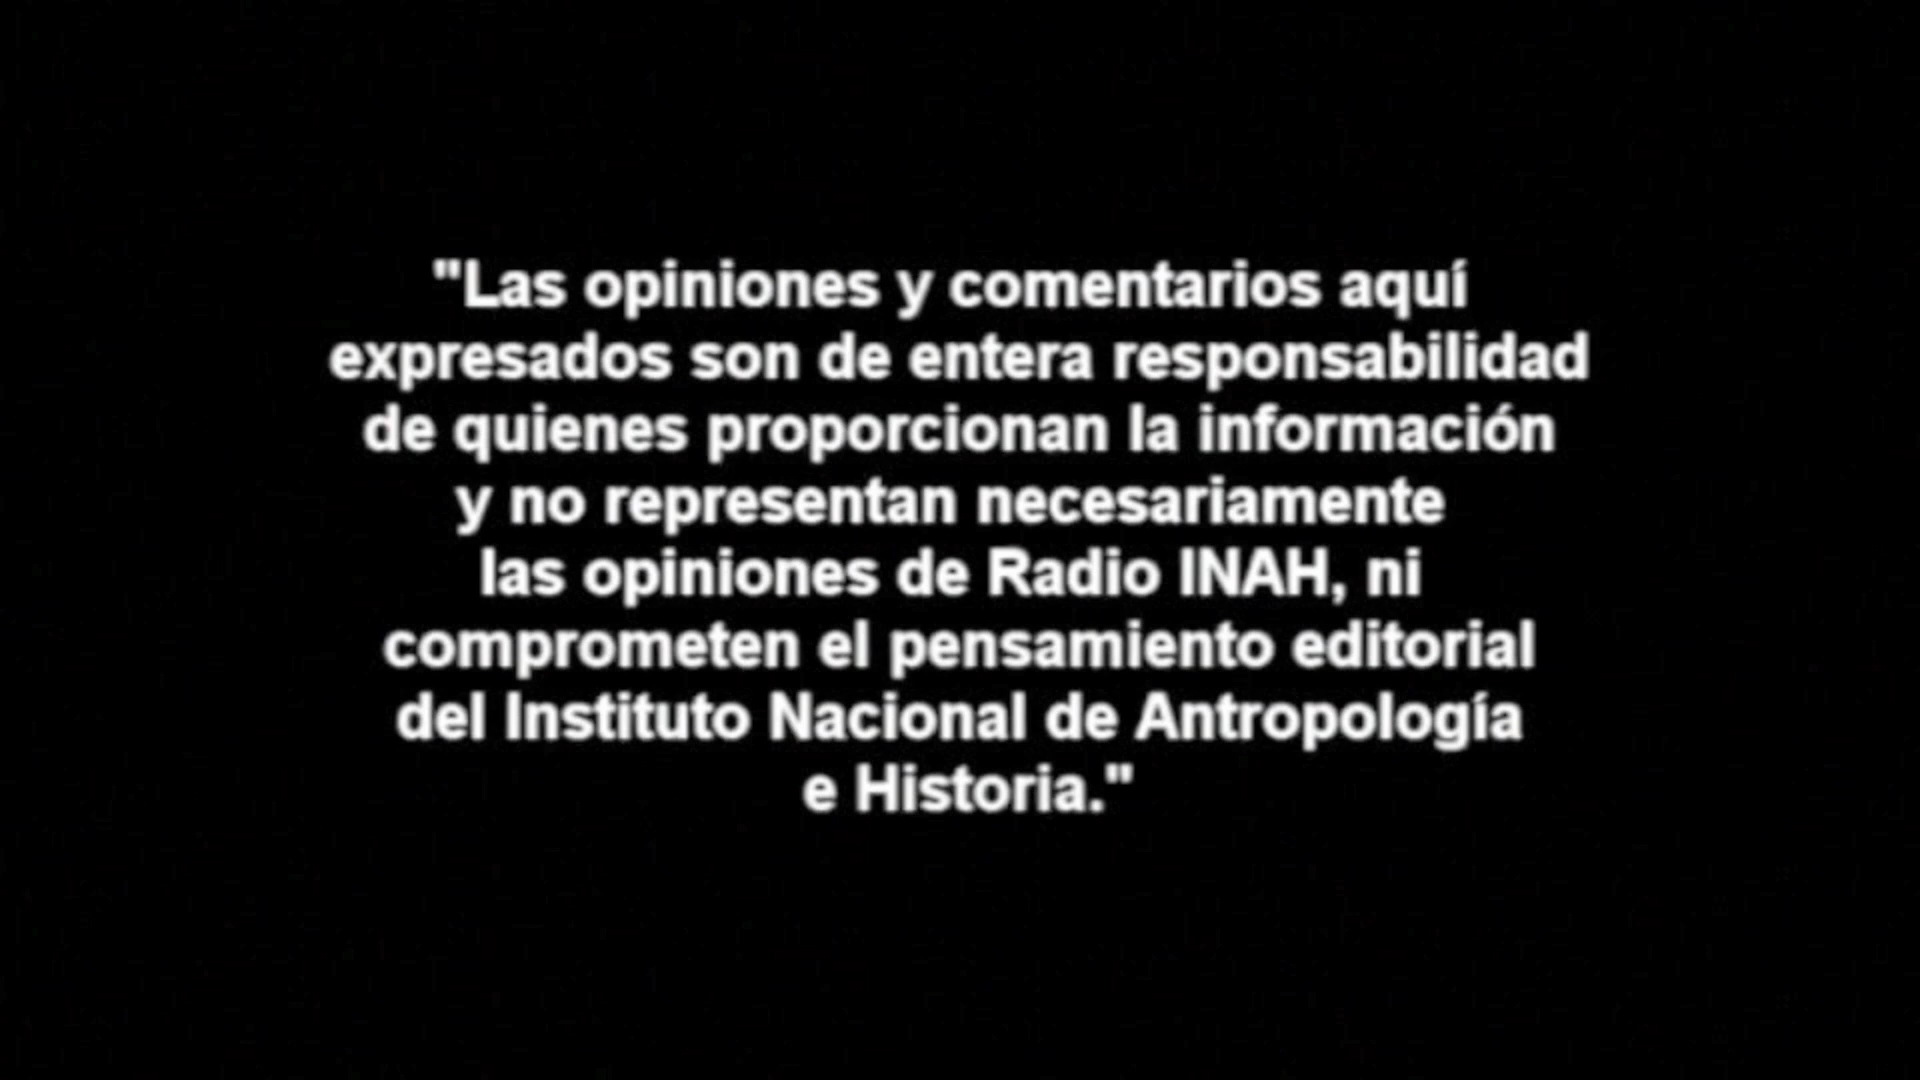 "Las opiniones y comentarios aquí
expresados son de entera responsabilidad
de quienes proporcionan la información
y no representan necesariamente
las opiniones de Radio INAH, ni
comprometen el pensamiento editorial
del Instituto Nacional de Antropología
e Historia."